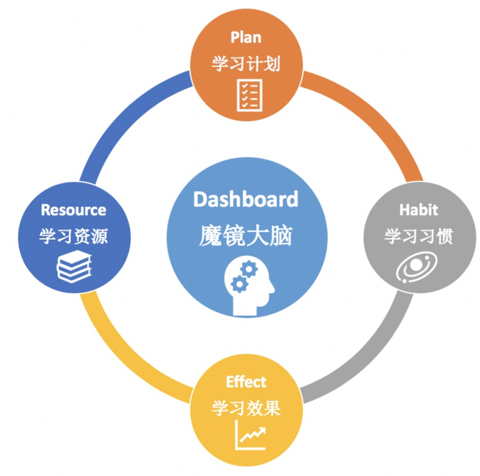 Plan
学习计划
Resource
学习资源
Dashboard
魔镜大脑
Habit
学习习惯
Effect
学习效果